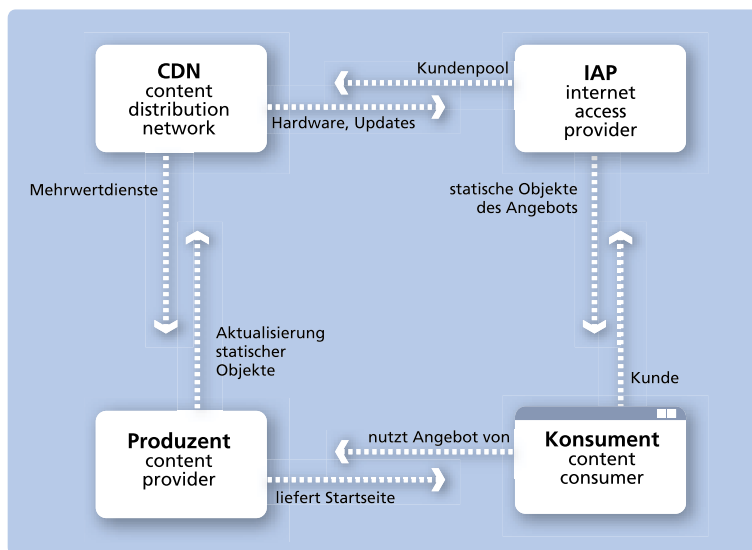 CDN
content
distribution
network
Kundenpool
Hardware, Updates
IAP
internet
access
provider
Mehrwertdienste
statische Objekte
des Angebots
Aktualisierung
statischer
Objekte
Kunde
Produzent
content
provider
nutzt Angebot von
liefert Startseite
Konsument
content
consumer